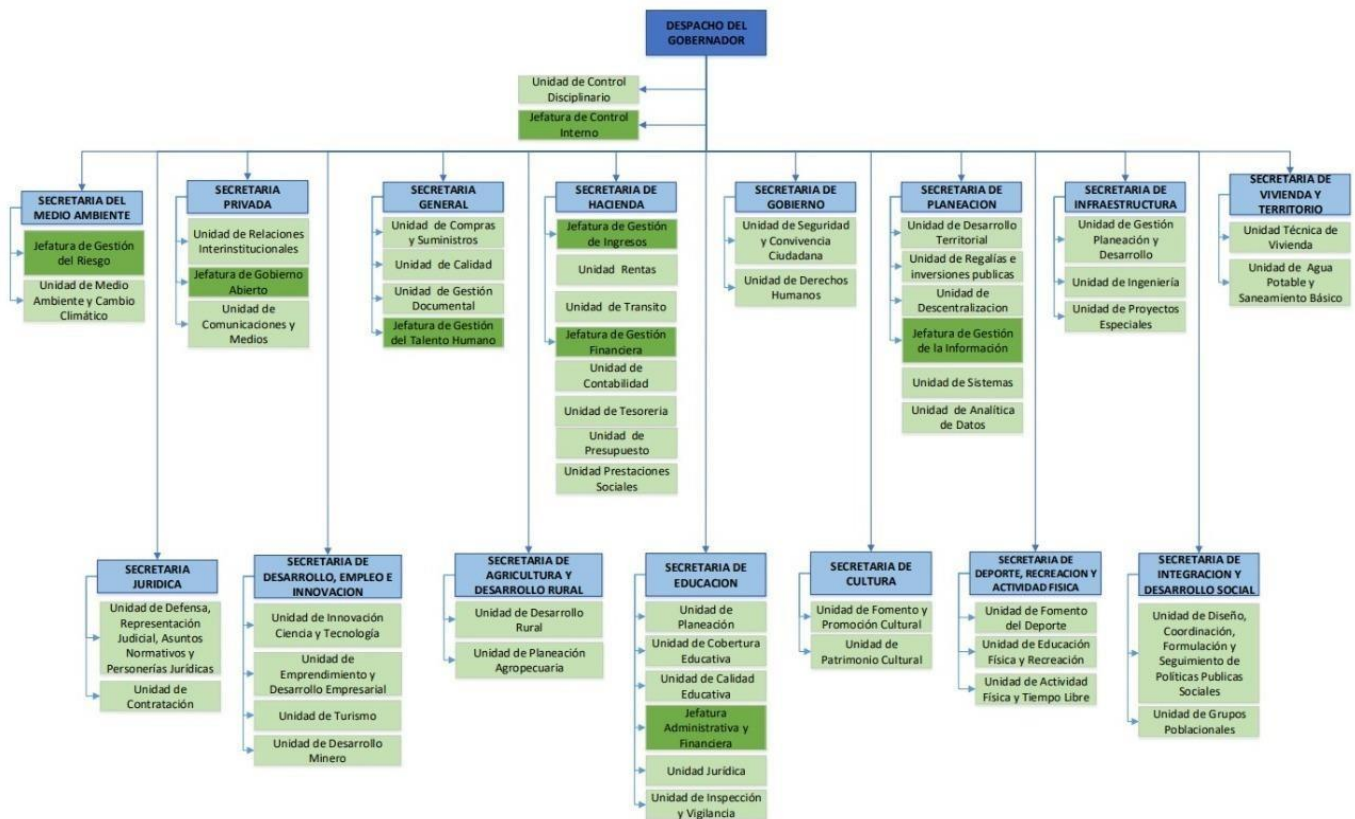 DESPACHO DEL
GOBERNADOR
Unidad de Control
Disciplinario
Jefatura de Control
Interno
SECRETARIA DEL
MEDIO AMBIENTE
Jefatura de Gestión
del Riesgo
Unidad de Medio
Ambiente y Cambio
Climático
SECRETARIA
PRIVADA
Unidad de Relaciones
Interinstitucionales
Jefatura de Gobierno
Abierto
Unidad de
Comunicaciones y
Medios
SECRETARIA
GENERAL
Unidad de Compras
y Suministros
Unidad de Calidad
Unidad de Gestión
Documental
Jefatura de Gestión
del Talento Humano
SECRETARIA DE
HACIENDA
Jefatura de Gestión
de Ingresos
Unidad Rentas
Unidad de Transito
Jefatura de Gestión
Financiera
Unidad de
Contabilidad
Unidad de Tesoreria
Unidad de
Presupuesto
Unidad Prestaciones
Sociales
SECRETARIA DE
GOBIERNO
Unidad de Seguridad
y Convivencia
Ciudadana
Unidad de Derechos
Humanos
SECRETARIA DE
PLANEACION
Unidad de Desarrollo
Territorial
Unidad de Regalías e
inversiones publicas
Unidad de
Descentralizacion
Jefatura de Gestión
de la Información
Unidad de Sistemas
Unidad de Analítica
de Datos
SECRETARIA DE
INFRAESTRUCTURA
Unidad de Gestión
Planeación y
Desarrollo
Unidad de Ingeniería
Unidad de Proyectos
Especiales
SECRETARIA DE
VIVIENDA Y
TERRITORIO
Unidad Técnica de
Vivienda
Unidad de Agua
Potable y
Saneamiento Básico
SECRETARIA
JURIDICA
Unidad de Defensa,
Representación
Judicial, Asuntos
Normativos y
Personerías Jurídicas
Unidad de
Contratación
SECRETARIA DE
DESARROLLO, EMPLEO E
INNOVACION
Unidad de Innovación
Ciencia y Tecnología
Unidad de
Emprendimiento y
Desarrollo Empresarial
Unidad de Turismo
Unidad de Desarrollo
Minero
SECRETARIA DE
AGRICULTURA Y
DESARROLLO RURAL
Unidad de Desarrollo
Rural
Unidad de Planeación
Agropecuaria
SECRETARIA DE
EDUCACION
Unidad de
Planeación
Unidad de Cobertura
Educativa
Unidad de Calidad
Educativa
Jefatura
Administrativa y
Financiera
Unidad Jurídica
Unidad de Inspección
y Vigilancia
SECRETARIA DE
CULTURA
Unidad de Fomento y
Promoción Cultural
Unidad de
Patrimonio Cultural
SECRETARIA DE
DEPORTE, RECREACION Y
ACTIVIDAD FISICA
Unidad de Fomento
del Deporte
Unidad de Educación
Física y Recreación
Unidad de Actividad
Física y Tiempo Libre
SECRETARIA DE
INTEGRACION Y
DESARROLLO SOCIAL
Unidad de Diseño,
Coordinación,
Formulación y
Seguimiento de
Políticas Publicas
Sociales
Unidad de Grupos
Poblacionales